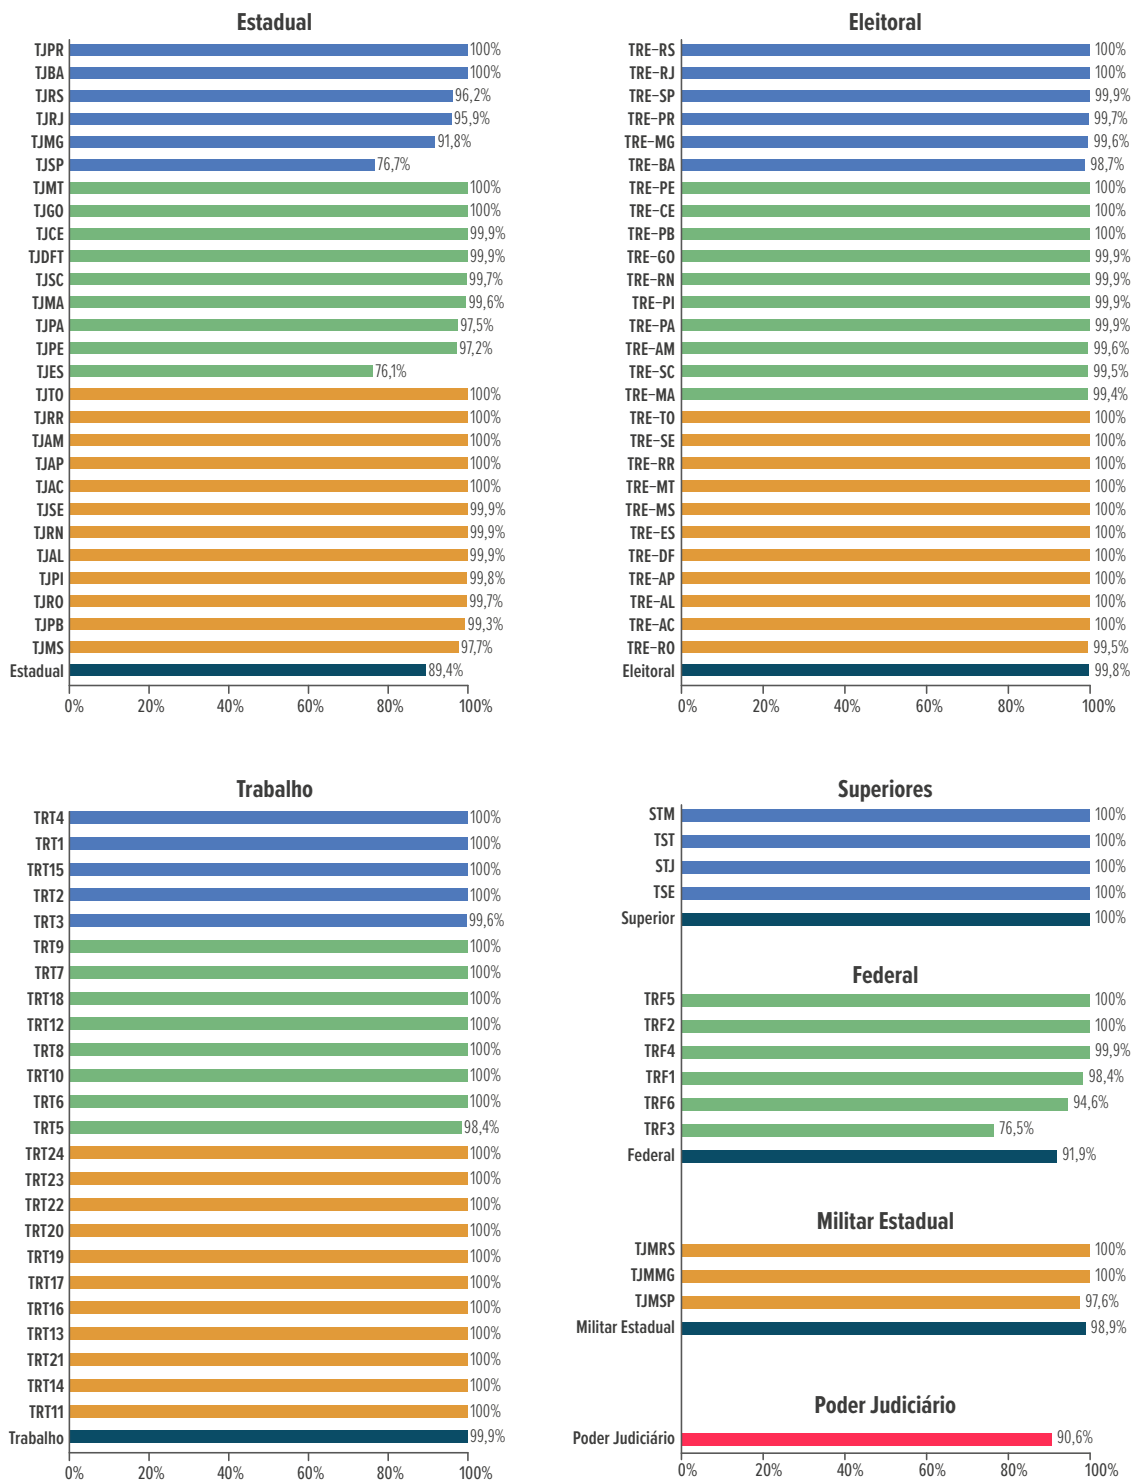 Estadual
TJPR 100%
TJBA 100%
TJRS 96,2%
TJRJ 95,9%
TJMG 91,8%
TJSP 76,7%
TJMT 100%
TJGO 100%
TJCE 99,9%
TJDFT 99,9%
TJSC 99,7%
TJMA 99,6%
TJPA 97,5%
TJPE 97,2%
TJES 76,1%
TJTO 100%
TJRR 100%
TJAM 100%
TJAP 100%
TJAC 100%
TJSE 99,9%
TJRN 99,9%
TJAL 99,9%
TJPI 99,8%
TJRO 99,7%
TJPB 99,3%
TJMS 97,7%
Estadual 89,4%
0% 20% 40% 60% 80% 100%
Eleitoral
TRE-RS 100%
TRE-RJ 100%
TRE-SP 99,9%
TRE-PR 99,7%
TRE-MG 99,6%
TRE-BA 98,7%
TRE-PE 100%
TRE-CE 100%
TRE-PB 100%
TRE-GO 99,9%
TRE-RN 99,9%
TRE-PI 99,9%
TRE-PA 99,9%
TRE-AM 99,6%
TRE-SC 99,5%
TRE-MA 99,4%
TRE-TO 100%
TRE-SE 100%
TRE-RR 100%
TRE-MT 100%
TRE-MS 100%
TRE-ES 100%
TRE-DF 100%
TRE-AP 100%
TRE-AL 100%
TRE-AC 100%
TRE-RO 99,5%
Eleitoral 99,8%
0% 20% 40% 60% 80% 100%
Trabalho
TRT4 100%
TRT1 100%
TRT15 100%
TRT2 100%
TRT3 99,6%
TRT9 100%
TRT7 100%
TRT18 100%
TRT12 100%
TRT8 100%
TRT10 100%
TRT6 100%
TRT5 98,4%
TRT24 100%
TRT23 100%
TRT22 100%
TRT20 100%
TRT19 100%
TRT17 100%
TRT16 100%
TRT13 100%
TRT21 100%
TRT14 100%
TRT11 100%
Trabalho 99,9%
0% 20% 40% 60% 80% 100%
Superiores
STM 100%
TST 100%
STJ 100%
TSE 100%
Superior 100%
Federal
TRF5 100%
TRF2 100%
TRF4 99,9%
TRF1 98,4%
TRF6 94,6%
TRF3 76,5%
Federal 91,9%
Militar Estadual
TJMRS 100%
TJMMG 100%
TJMSP 97,6%
Militar Estadual 98,9%
Poder Judiciário
Poder Judiciário 90,6%
0% 20% 40% 60% 80% 100%